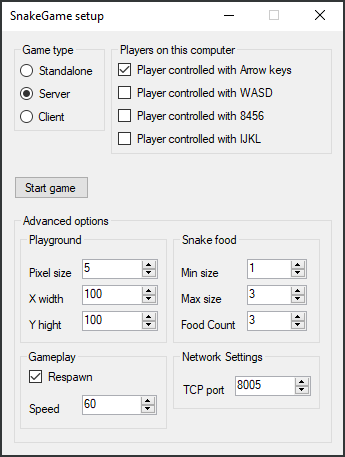 SnakeGame setup
Game type
Standalone
Server
Client
Players on this computer
Player controlled with Arrow keys
Player controlled with WASD
Player controlled with 8456
Player controlled with IJKL
Start game
Advanced options
Playground
Pixel size 5
X width 100
Y hight 100
Snake food
Min size 1
Max size 3
Food Count 3
Gameplay
Respawn
Speed 60
Network Settings
TCP port 8005